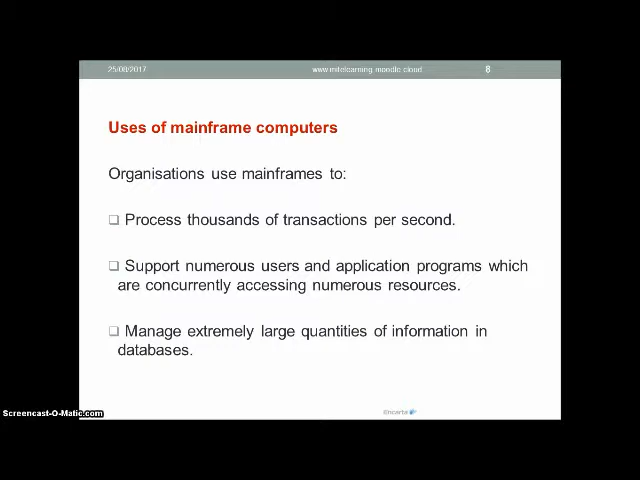 25/08/2017 www.mitelearning.moodle.cloud 8
Uses of mainframe computers
Organisations use mainframes to:
Process thousands of transactions per second.
Support numerous users and application programs which
are concurrently accessing numerous resources.
Manage extremely large quantities of information in
databases.
Encarta
Screencast-O-Matic.com